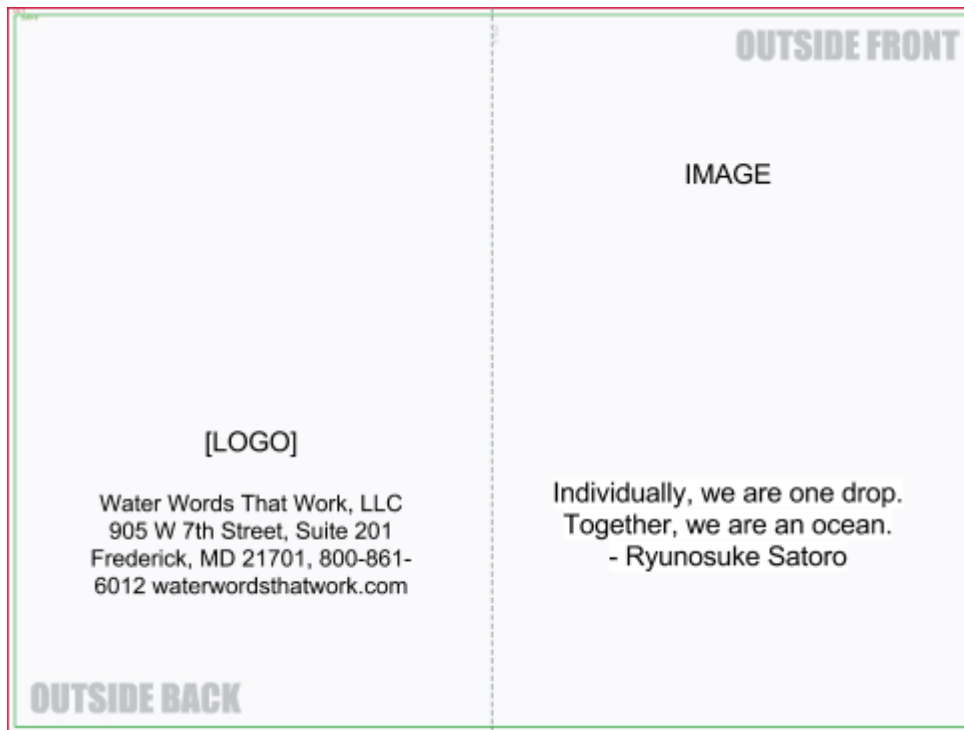 OUTSIDE FRONT
IMAGE
[LOGO]
Water Words That Work, LLC
905 W 7th Street, Suite 201
Frederick, MD 21701, 800-861-
6012 waterwordsthatwork.com
Individually, we are one drop.
Together, we are an ocean.
- Ryunosuke Satoro
OUTSIDE BACK